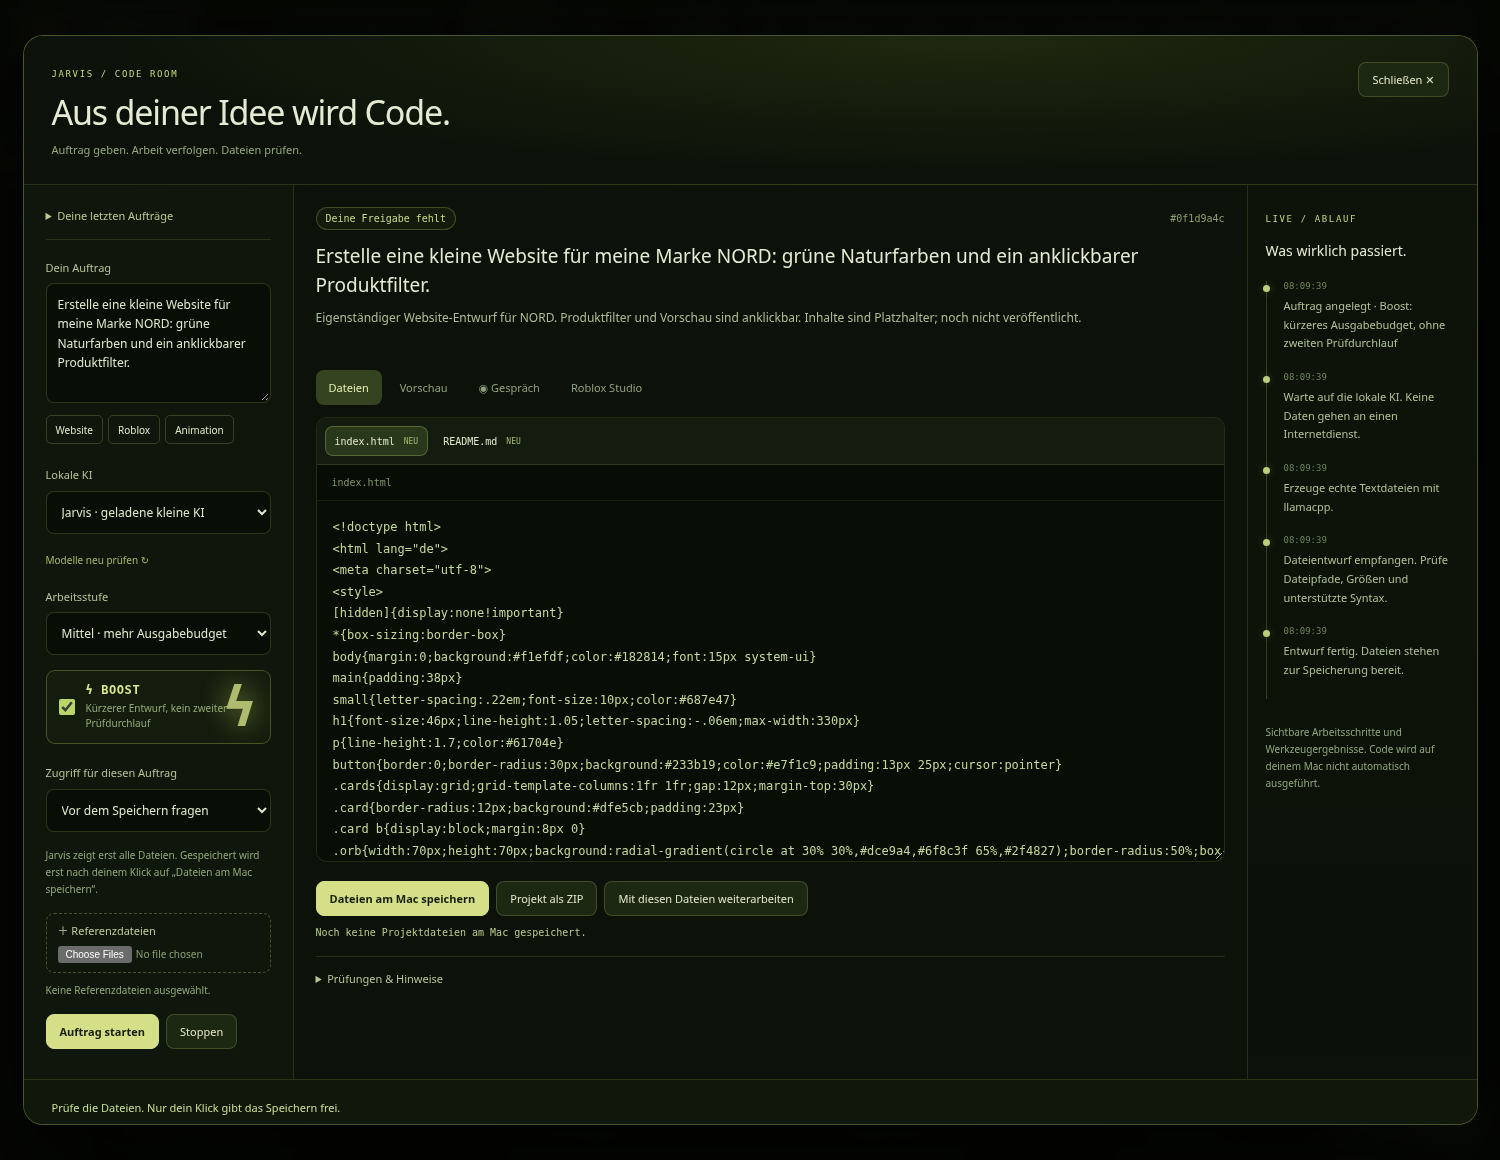 JARVIS / CODE ROOM
Aus deiner Idee wird Code.
Auftrag geben. Arbeit verfolgen. Dateien prüfen.
Schließen ✕
▶ Deine letzten Aufträge
Dein Auftrag
Erstelle eine kleine Website für
meine Marke NORD: grüne
Naturfarben und ein anklickbarer
Produktfilter.
Website
Roblox
Animation
Lokale KI
Jarvis · geladene kleine KI
Modelle neu prüfen ↻
Arbeitsstufe
Mittel · mehr Ausgabebudget
ϟ BOOST
Kürzerer Entwurf, kein zweiter
Prüfdurchlauf
Zugriff für diesen Auftrag
Vor dem Speichern fragen
Jarvis zeigt erst alle Dateien. Gespeichert wird
erst nach deinem Klick auf „Dateien am Mac
speichern“.
+ Referenzdateien
Choose Files No file chosen
Keine Referenzdateien ausgewählt.
Auftrag starten
Stoppen
Deine Freigabe fehlt
#0f1d9a4c
Erstelle eine kleine Website für meine Marke NORD: grüne Naturfarben und ein anklickbarer
Produktfilter.
Eigenständiger Website-Entwurf für NORD. Produktfilter und Vorschau sind anklickbar. Inhalte sind Platzhalter; noch nicht veröffentlicht.
Dateien
Vorschau
◉ Gespräch
Roblox Studio
index.html NEU
README.md NEU
index.html
<!doctype html>
<html lang="de">
<meta charset="utf-8">
<style>
[hidden]{display:none!important}
*{box-sizing:border-box}
body{margin:0;background:#f1efdf;color:#182814;font:15px system-ui}
main{padding:38px}
small{letter-spacing:.22em;font-size:10px;color:#687e47}
h1{font-size:46px;line-height:1.05;letter-spacing:-.06em;max-width:330px}
p{line-height:1.7;color:#61704e}
button{border:0;border-radius:30px;background:#233b19;color:#e7f1c9;padding:13px 25px;cursor:pointer}
.cards{display:grid;grid-template-columns:1fr 1fr;gap:12px;margin-top:30px}
.card{border-radius:12px;background:#dfe5cb;padding:23px}
.card b{display:block;margin:8px 0}
.orb{width:70px;height:70px;background:radial-gradient(circle at 30% 30%,#dce9a4,#6f8c3f 65%,#2f4827);border-radius:50%;box
Dateien am Mac speichern
Projekt als ZIP
Mit diesen Dateien weiterarbeiten
Noch keine Projektdateien am Mac gespeichert.
▶ Prüfungen & Hinweise
LIVE / ABLAUF
Was wirklich passiert.
08:09:39
Auftrag angelegt · Boost:
kürzeres Ausgabebudget, ohne
zweiten Prüfdurchlauf
08:09:39
Warte auf die lokale KI. Keine
Daten gehen an einen
Internetdienst.
08:09:39
Erzeuge echte Textdateien mit
llamacpp.
08:09:39
Dateientwurf empfangen. Prüfe
Dateipfade, Größen und
unterstützte Syntax.
08:09:39
Entwurf fertig. Dateien stehen
zur Speicherung bereit.
Sichtbare Arbeitsschritte und
Werkzeugergebnisse. Code wird auf
deinem Mac nicht automatisch
ausgeführt.
Prüfe die Dateien. Nur dein Klick gibt das Speichern frei.